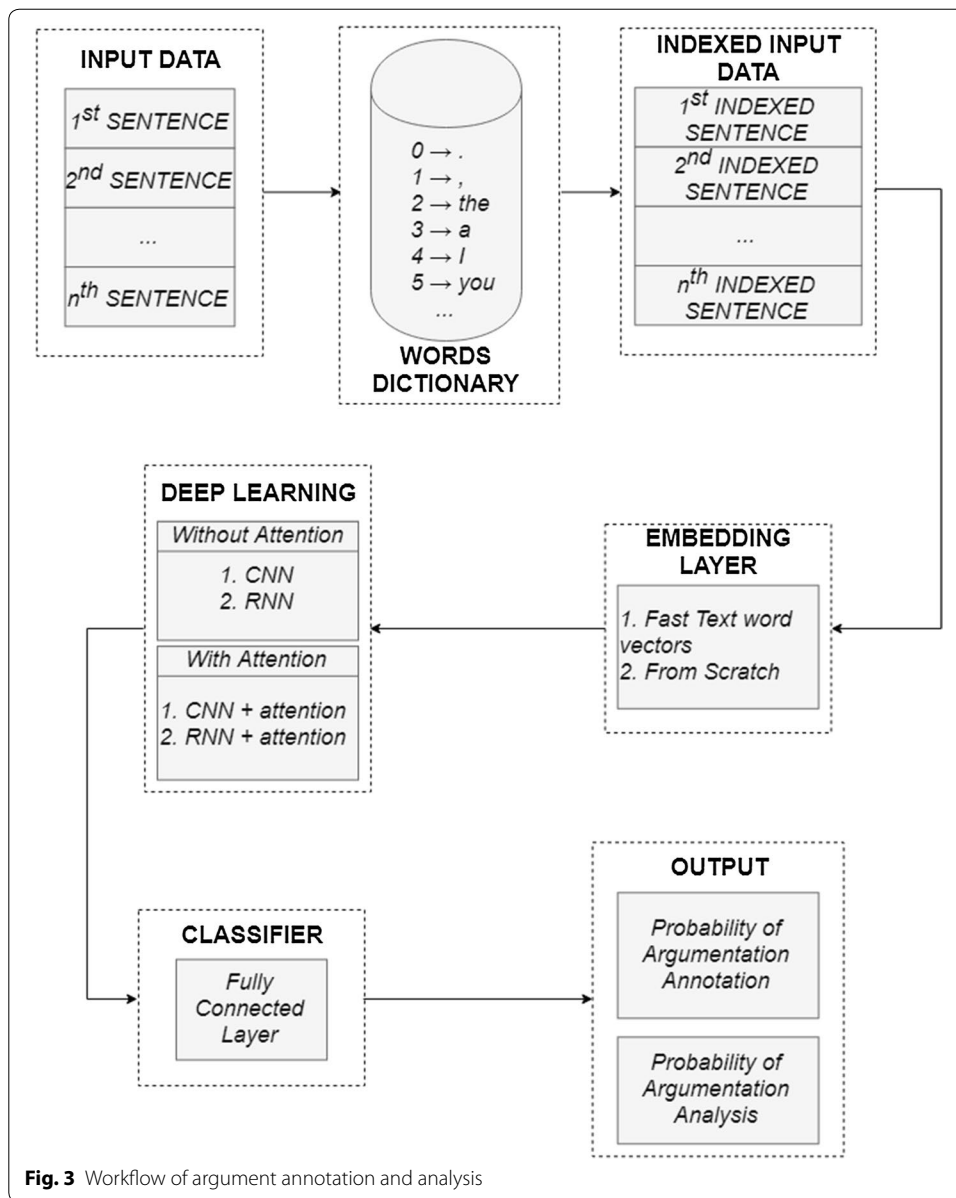 INPUT DATA
1st SENTENCE
2nd SENTENCE
...
nth SENTENCE
0 → .
1 → ,
2 → the
3 → a
4 → I
5 → you
...
WORDS
DICTIONARY
INDEXED INPUT
DATA
1st INDEXED
SENTENCE
2nd INDEXED
SENTENCE
...
nth INDEXED
SENTENCE
EMBEDDING
LAYER
1. Fast Text word
vectors
2. From Scratch
DEEP LEARNING
Without Attention
1. CNN
2. RNN
With Attention
1. CNN + attention
2. RNN + attention
CLASSIFIER
Fully
Connected
Layer
OUTPUT
Probability of
Argumentation
Annotation
Probability of
Argumentation
Analysis
Fig. 3 Workflow of argument annotation and analysis